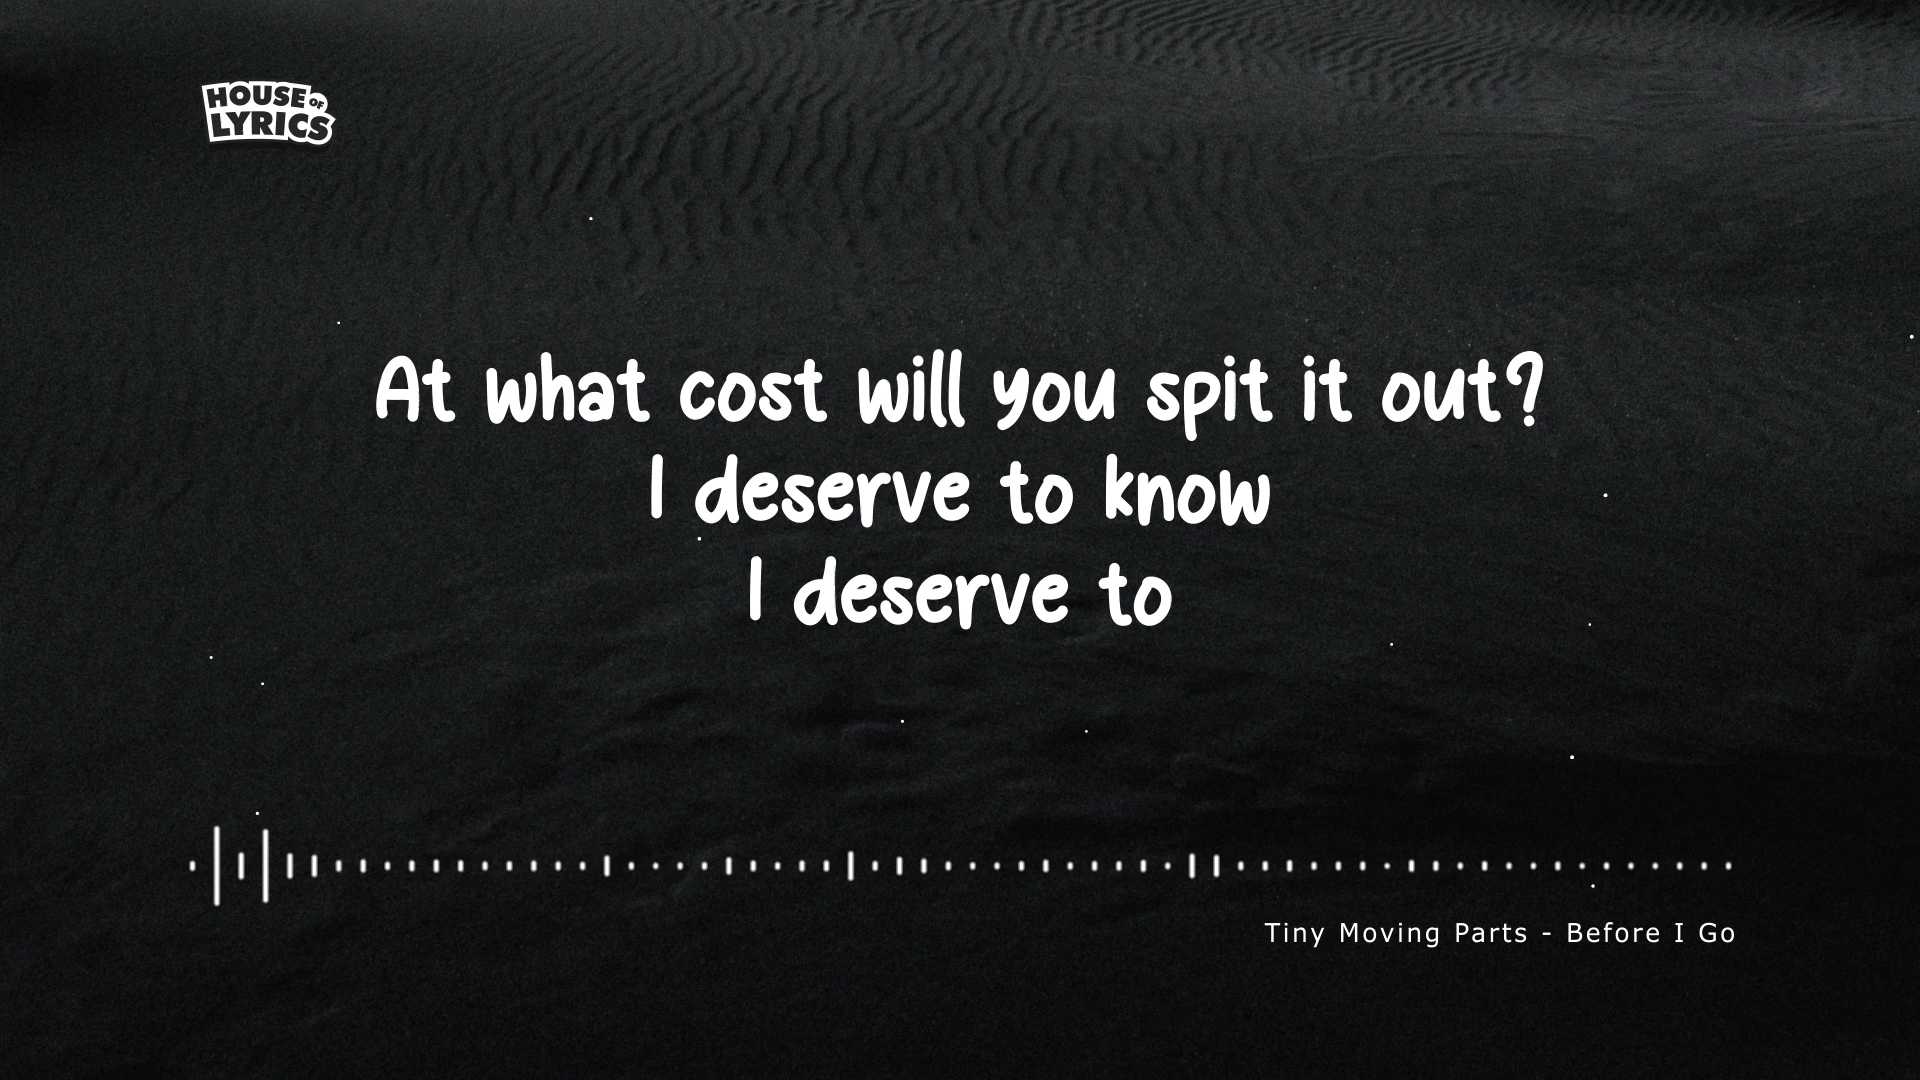 HOUSE OF
LYRICS
At what cost will you spit it out?
I deserve to know
I deserve to
Tiny Moving Parts - Before I Go